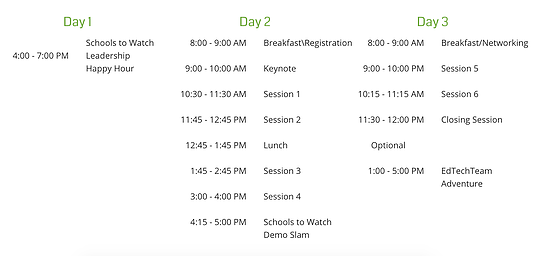 Day 1
4:00 - 7:00 PM
Schools to Watch
Leadership
Happy Hour
Day 2
8:00 - 9:00 AM Breakfast\Registration
9:00 - 10:00 AM Keynote
10:30 - 11:30 AM Session 1
11:45 - 12:45 PM Session 2
12:45 - 1:45 PM Lunch
1:45 - 2:45 PM Session 3
3:00 - 4:00 PM Session 4
4:15 - 5:00 PM Schools to Watch
Demo Slam
Day 3
8:00 - 9:00 AM Breakfast/Networking
9:00 - 10:00 PM Session 5
10:15 - 11:15 AM Session 6
11:30 - 12:00 PM Closing Session
Optional
1:00 - 5:00 PM EdTechTeam
Adventure